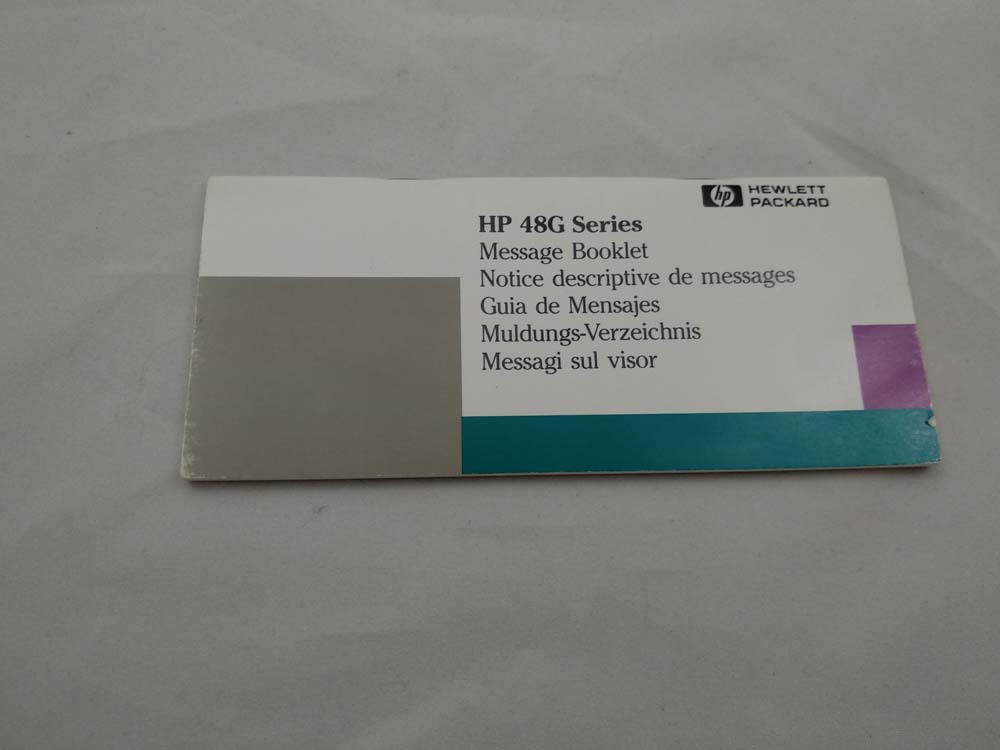 hp HEWLETT
PACKARD
HP 48G Series
Message Booklet
Notice descriptive de messages
Guia de Mensajes
Muldungs-Verzeichnis
Messagi sul visor